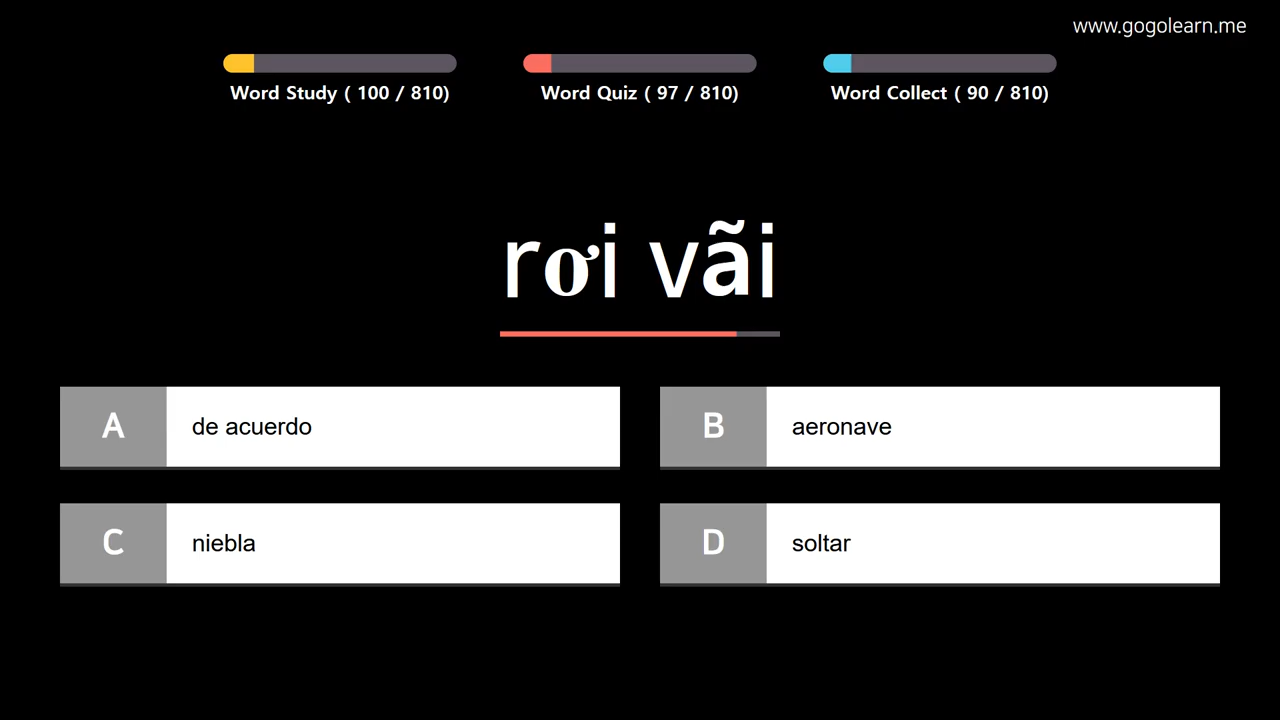 www.gogolearn.me
Word Study ( 100 / 810)
Word Quiz ( 97 / 810)
Word Collect ( 90 / 810)
rơi vãi
A de acuerdo
B aeronave
C niebla
D soltar